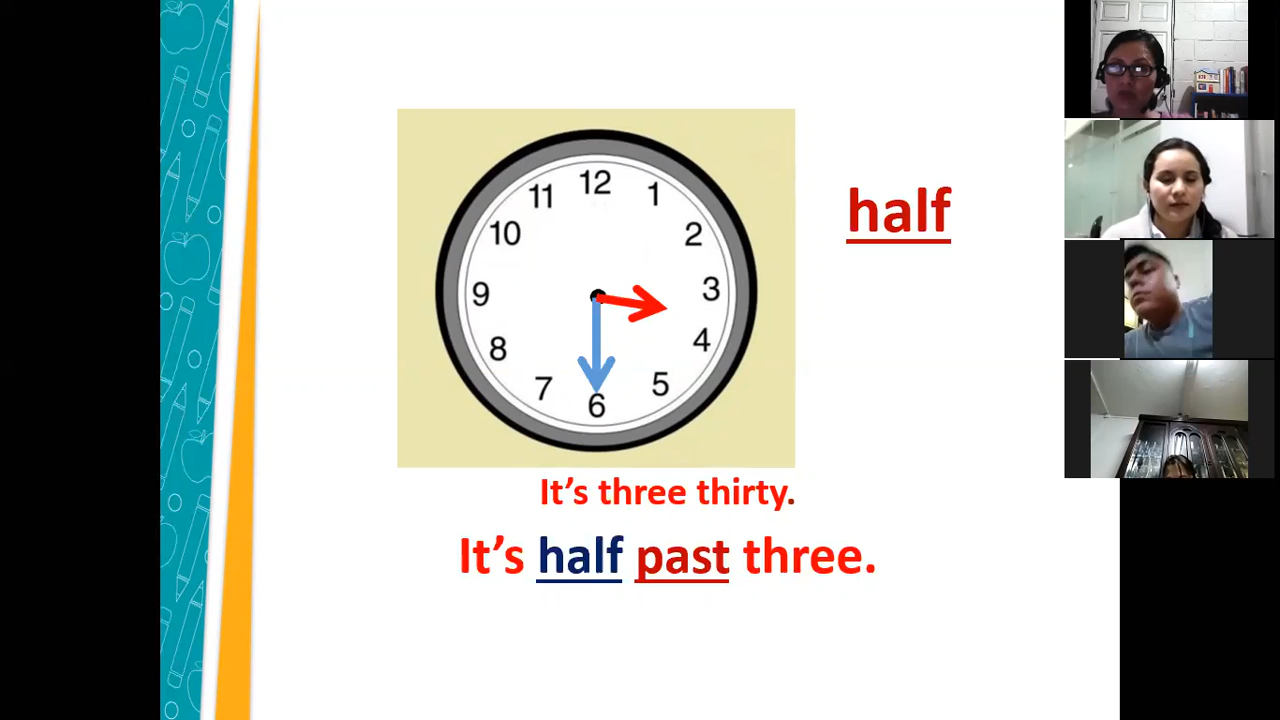 half
12
11 1
10 2
9 3
8 4
7 5
6
It's three thirty.
It's half past three.